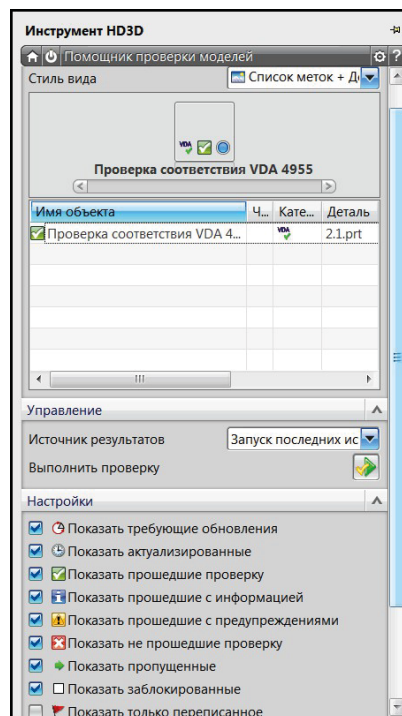 Инструмент HD3D
Помощник проверки моделей ?
Стиль вида Список меток + Д
VDA
Проверка соответствия VDA 4955
Имя объекта Ч... Кате... Деталь
Проверка соответствия VDA 4... VDA 2.1.prt
Управление
Источник результатов Запуск последних ис
Выполнить проверку
Настройки
Показать требующие обновления
Показать актуализированные
Показать прошедшие проверку
Показать прошедшие с информацией
Показать прошедшие с предупреждениями
Показать не прошедшие проверку
Показать пропущенные
Показать заблокированные
Показать только переписанное